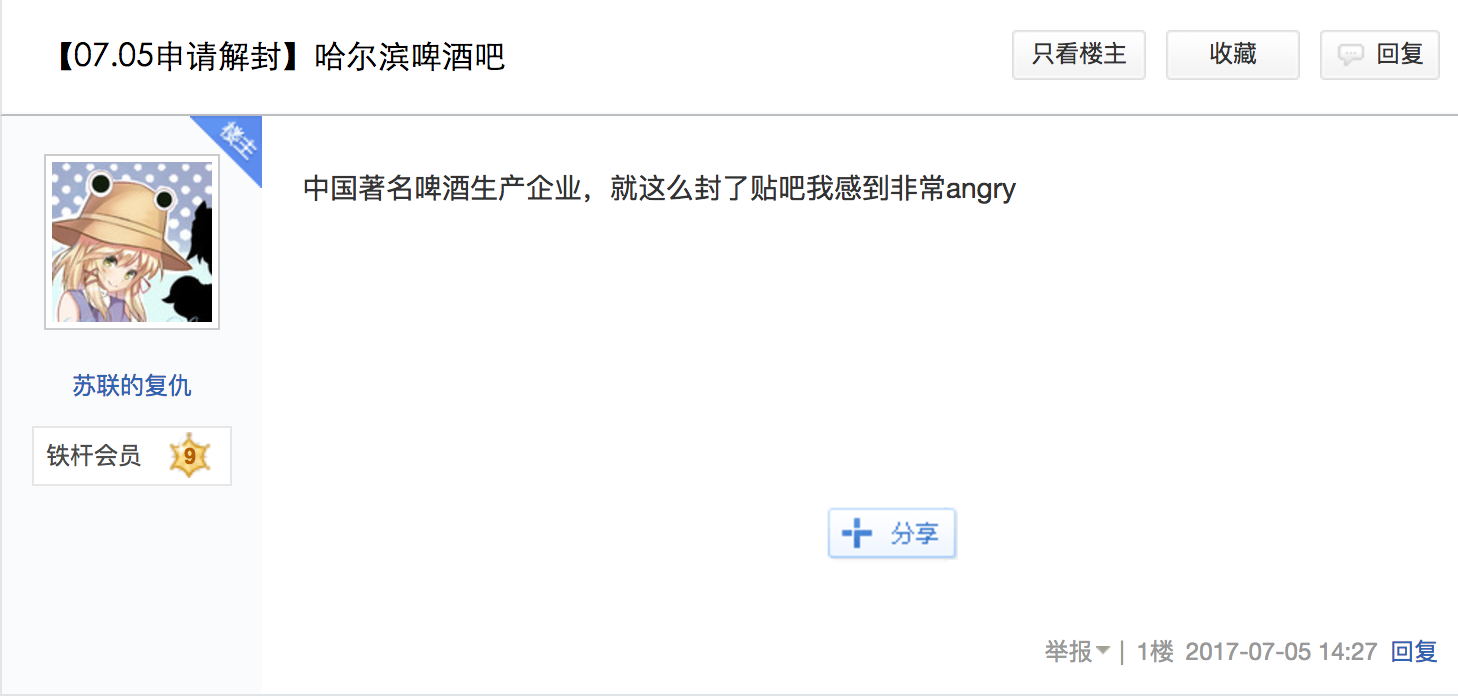 【07.05申请解封】哈尔滨啤酒吧
只看楼主
收藏
回复
楼主
中国著名啤酒生产企业，就这么封了贴吧我感到非常angry
苏联的复仇
铁杆会员 9
分享
举报 | 1楼 2017-07-05 14:27 回复